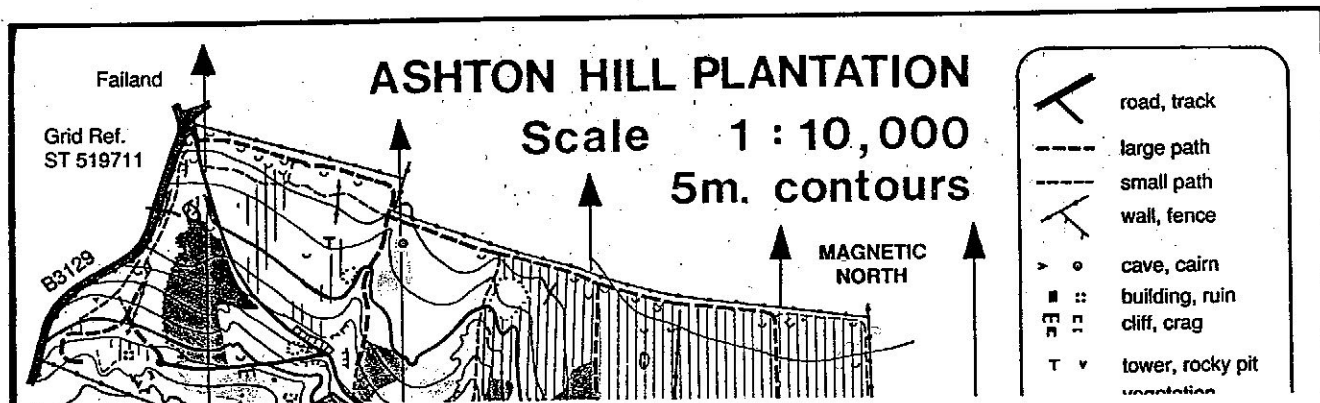 ASHTON HILL PLANTATION
Scale 1 : 10,000
5m. contours
MAGNETIC
NORTH
Failand
Grid Ref.
ST 519711
B3129
T
road, track
large path
small path
wall, fence
cave, cairn
building, ruin
cliff, crag
T
tower, rocky pit
vegetation